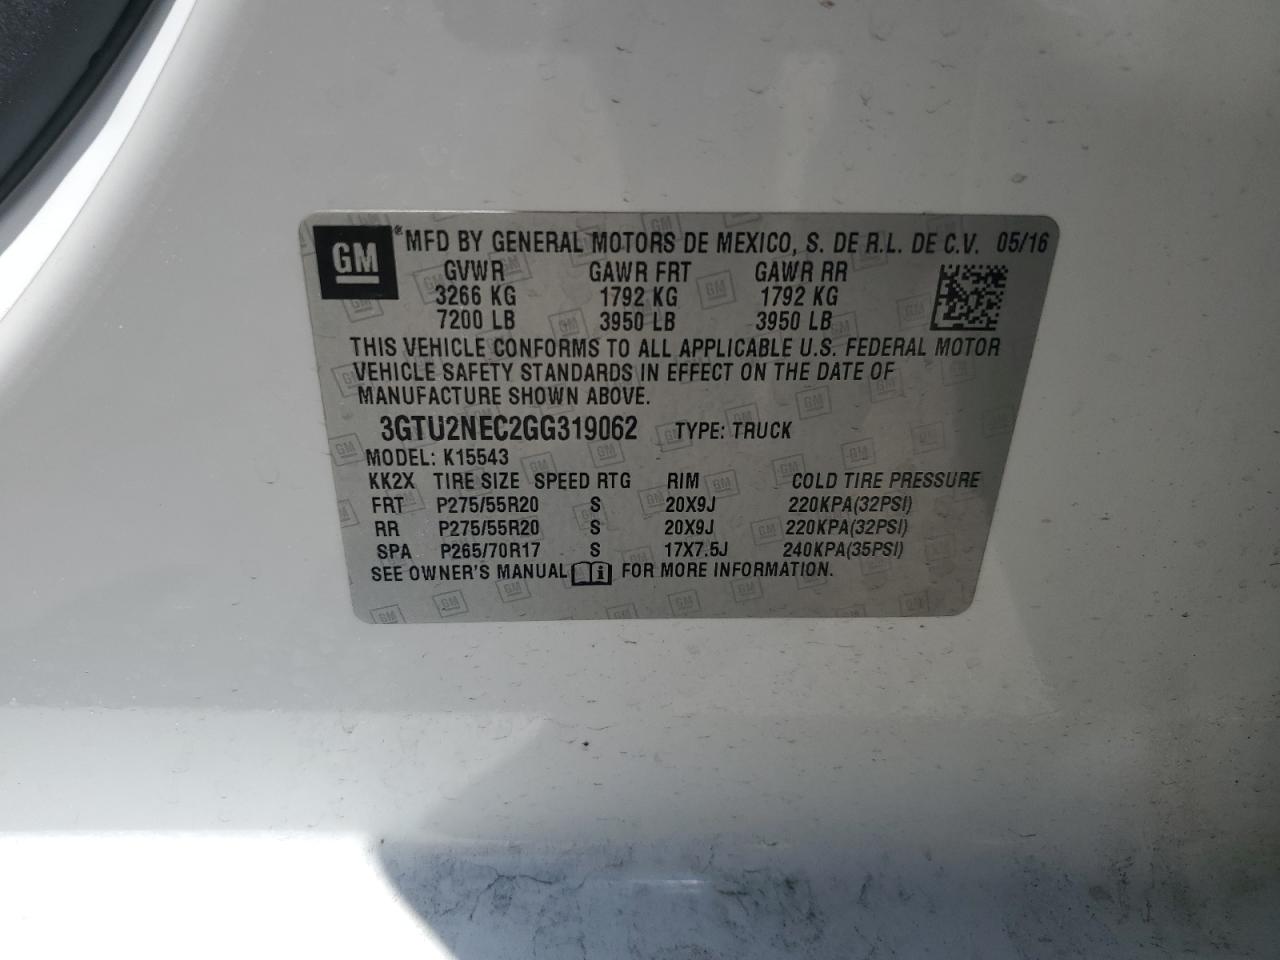 GM ® MFD BY GENERAL MOTORS DE MEXICO, S. DE R.L. DE C.V. 05/16
GVWR GAWR FRT GAWR RR
3266 KG 1792 KG 1792 KG
7200 LB 3950 LB 3950 LB
THIS VEHICLE CONFORMS TO ALL APPLICABLE U.S. FEDERAL MOTOR
VEHICLE SAFETY STANDARDS IN EFFECT ON THE DATE OF
MANUFACTURE SHOWN ABOVE.
3GTU2NEC2GG319062 TYPE: TRUCK
MODEL: K15543
KK2X TIRE SIZE SPEED RTG RIM COLD TIRE PRESSURE
FRT P275/55R20 S 20X9J 220KPA(32PSI)
RR P275/55R20 S 20X9J 220KPA(32PSI)
SPA P265/70R17 S 17X7.5J 240KPA(35PSI)
SEE OWNER'S MANUAL i FOR MORE INFORMATION.